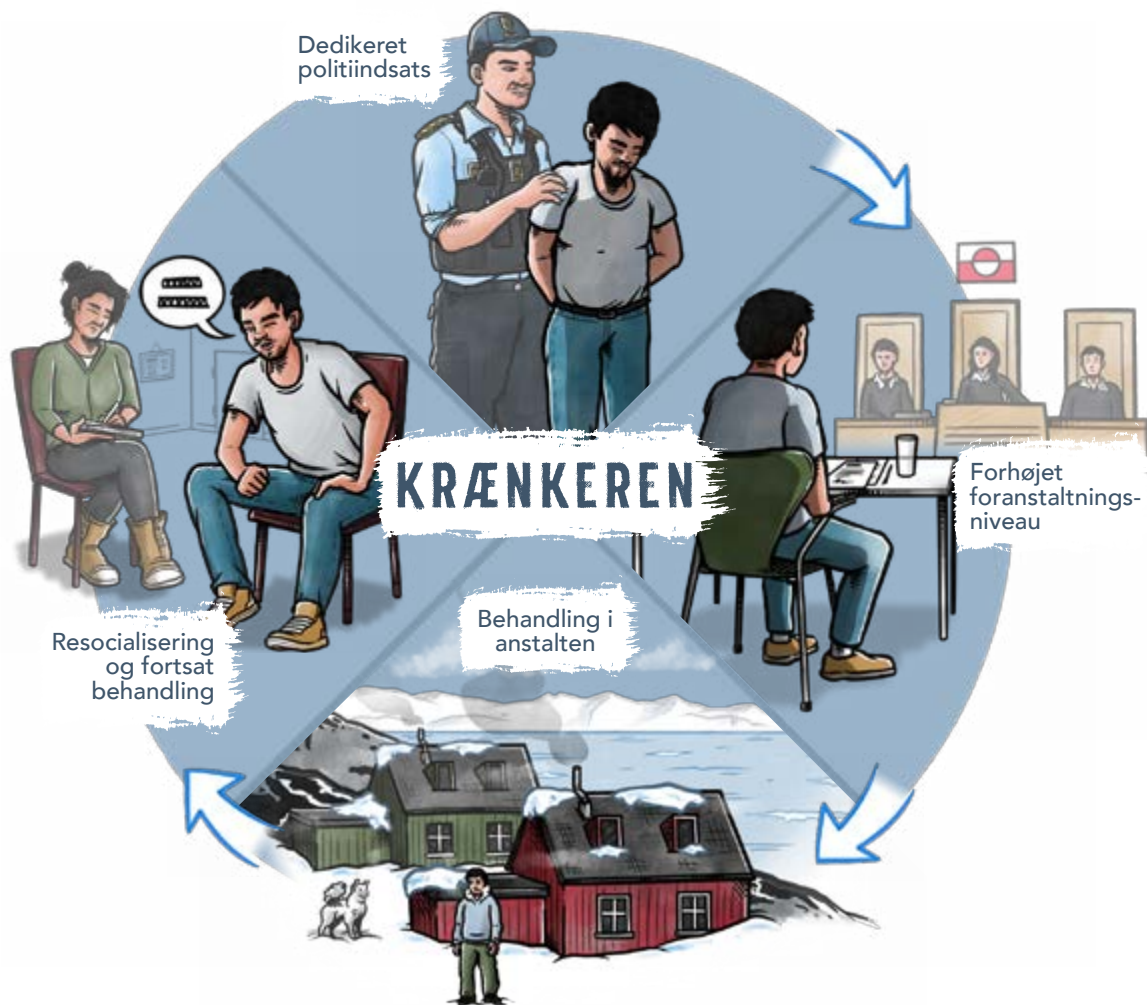 Dedikeret
politiindsats
KRÆNKEREN
Forhøjet
foranstaltnings-
niveau
Behandling i
anstalten
Resocialisering
og fortsat
behandling